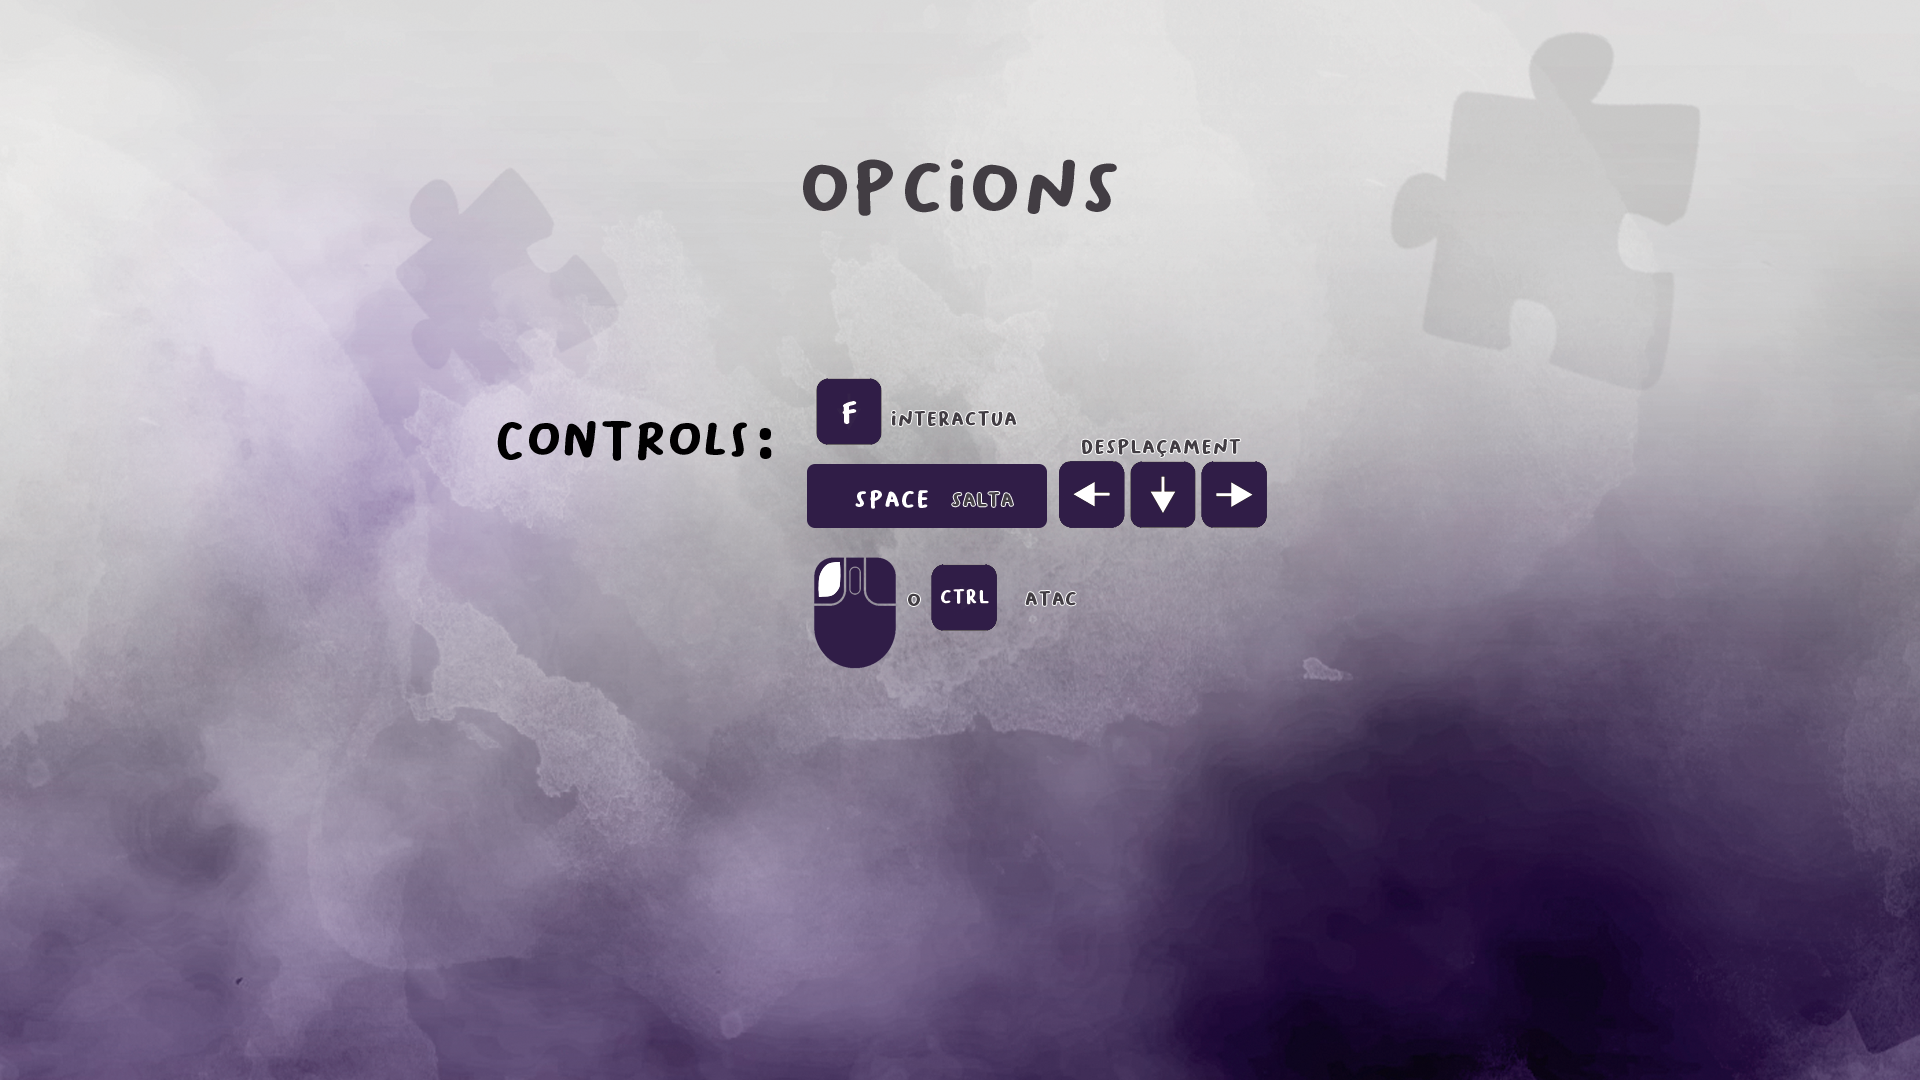 OPCIONS
CONTROLS:
F INTERACTUA
DESPLAÇAMENT
SPACE SALTA
O CTRL ATAC